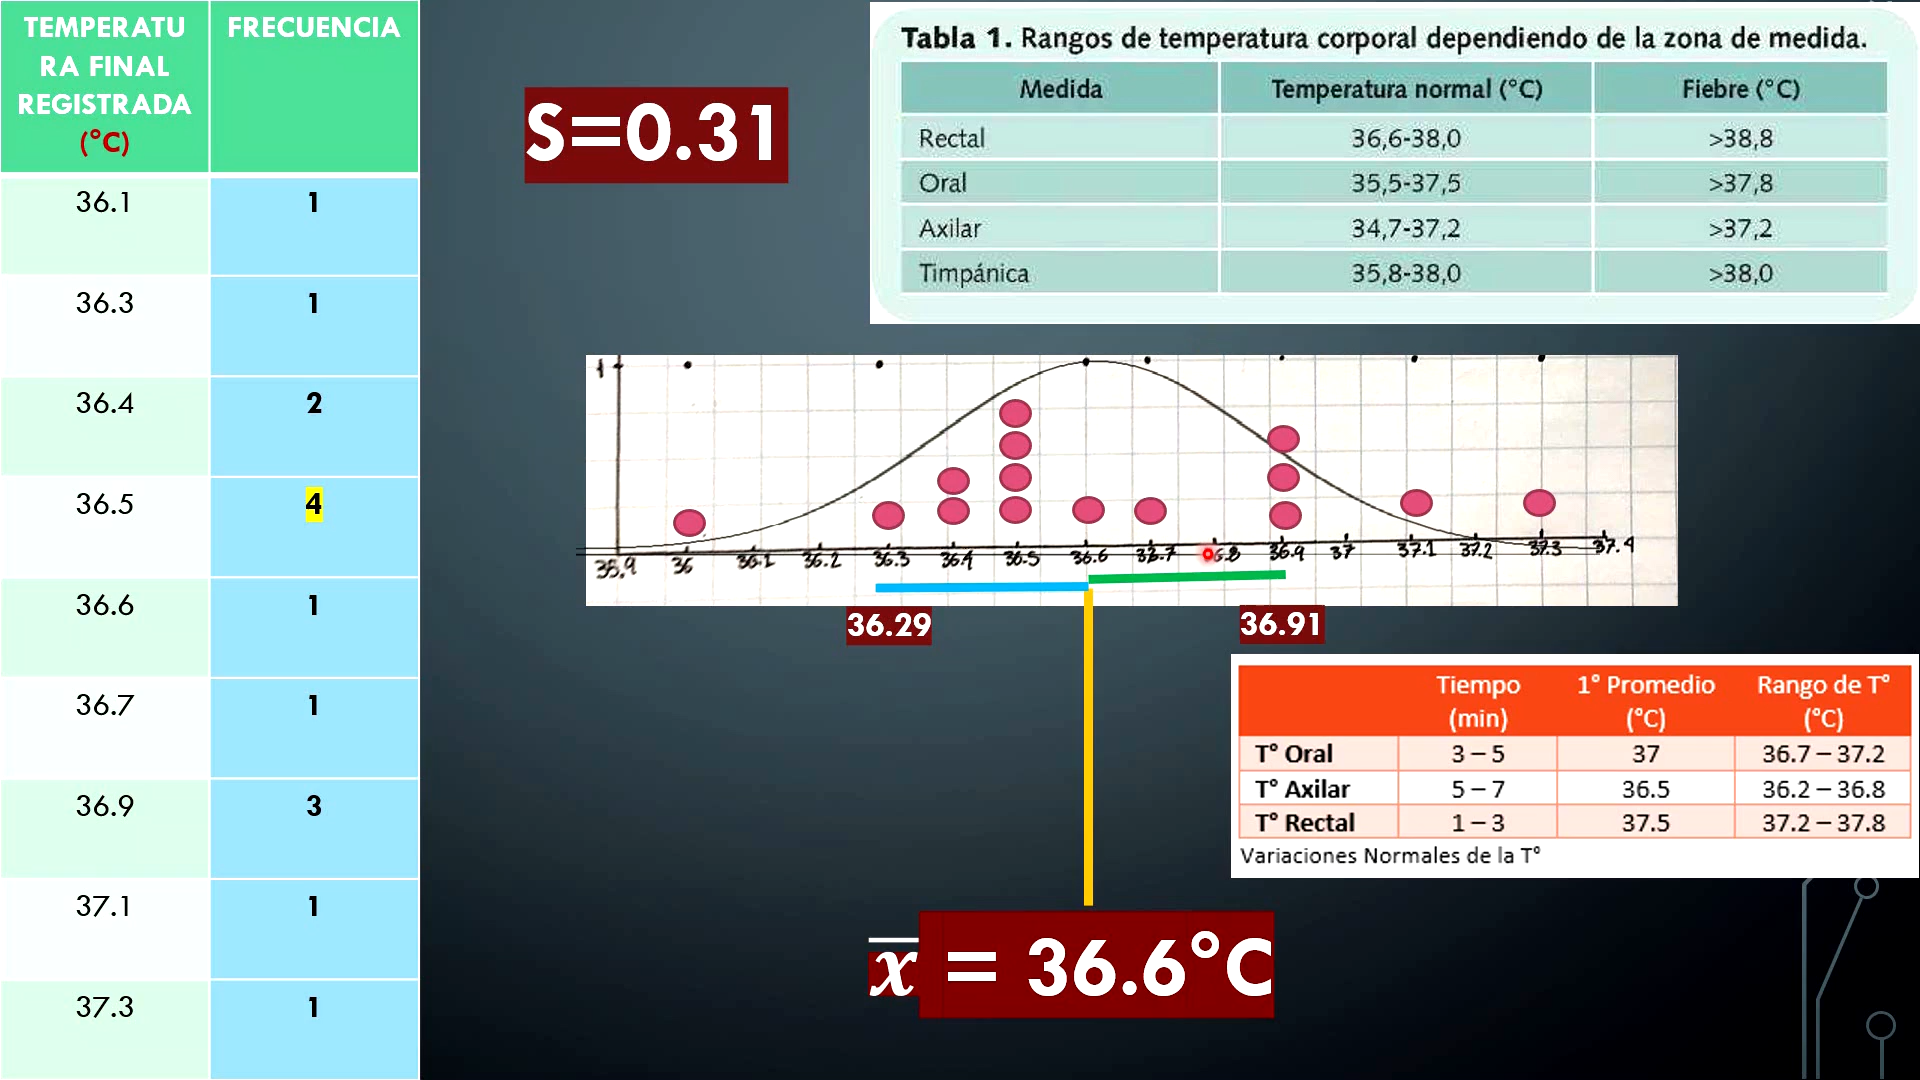 TEMPERATU
RA FINAL
REGISTRADA
(°C)
FRECUENCIA
36.1 1
36.3 1
36.4 2
36.5 4
36.6 1
36.7 1
36.9 3
37.1 1
37.3 1
S=0.31
Tabla 1. Rangos de temperatura corporal dependiendo de la zona de medida.
Medida Temperatura normal (°C) Fiebre (°C)
Rectal 36,6-38,0 >38,8
Oral 35,5-37,5 >37,8
Axilar 34,7-37,2 >37,2
Timpánica 35,8-38,0 >38,0
1
35.9 36 36.1 36.2 36.3 36.4 36.5 36.6 36.9 37 37.1 37.2 37.3 37.4
36.29 36.91
Tiempo
(min)
1° Promedio
(°C)
Rango de T°
(°C)
T° Oral 3 – 5 37 36.7 – 37.2
T° Axilar 5 – 7 36.5 36.2 – 36.8
T° Rectal 1 – 3 37.5 37.2 – 37.8
Variaciones Normales de la T°
x̅ = 36.6°C